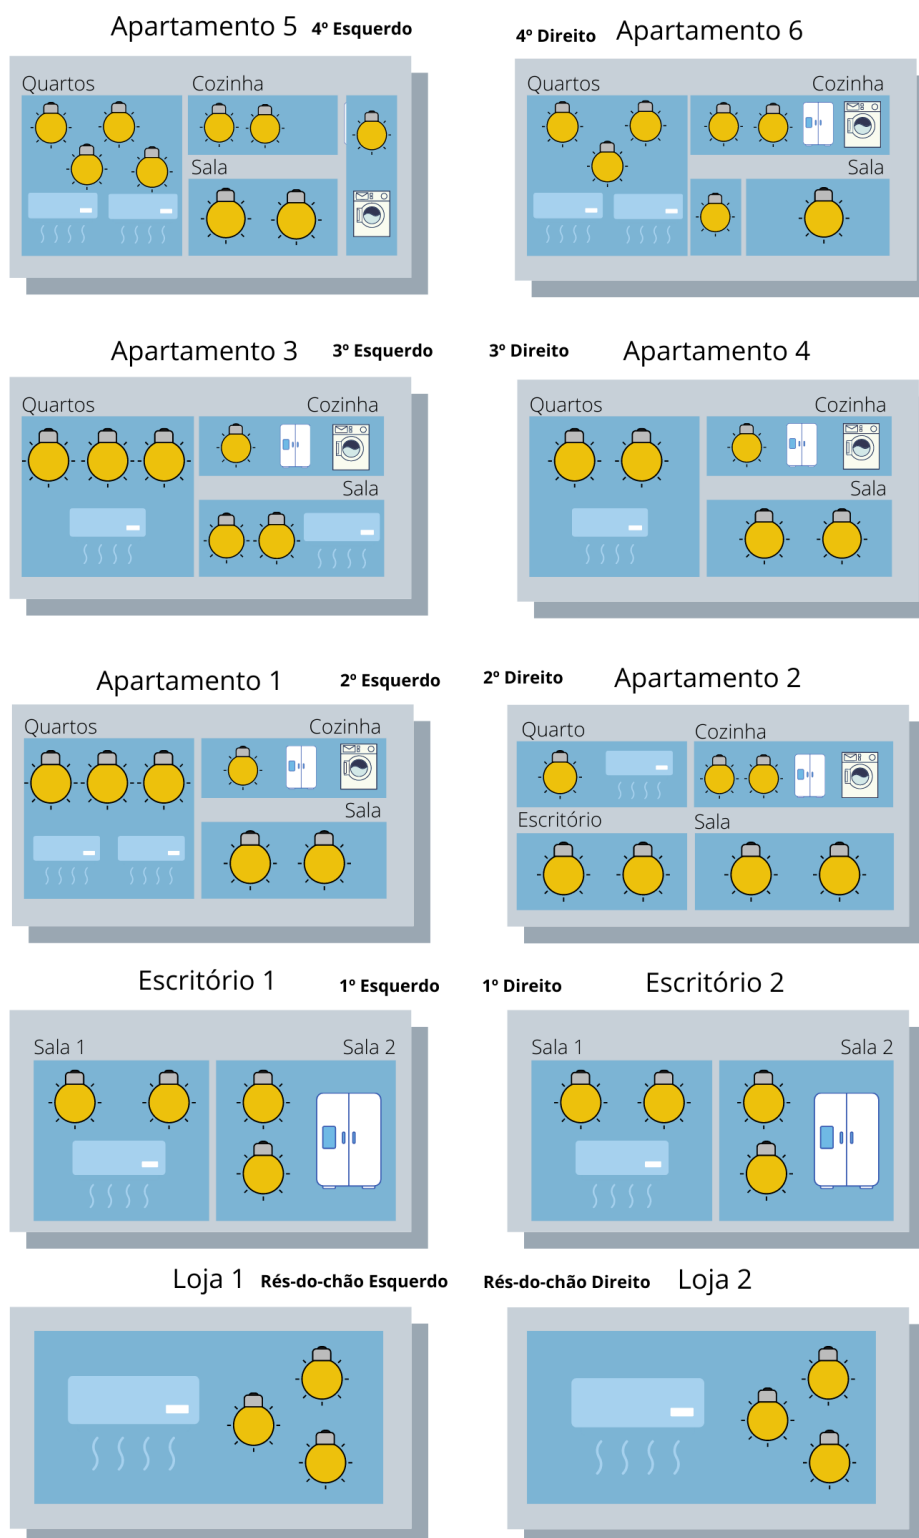 Apartamento 5 4º Esquerdo
4º Direito Apartamento 6
Quartos Cozinha
Sala
Quartos Cozinha
Sala
Apartamento 3 3º Esquerdo
3º Direito Apartamento 4
Quartos Cozinha
Sala
Quartos Cozinha
Sala
Apartamento 1 2º Esquerdo
2º Direito Apartamento 2
Quartos Cozinha
Sala
Quarto Cozinha
Escritório Sala
Escritório 1 1º Esquerdo
1º Direito Escritório 2
Sala 1 Sala 2
Sala 1 Sala 2
Loja 1 Rés-do-chão Esquerdo
Rés-do-chão Direito Loja 2